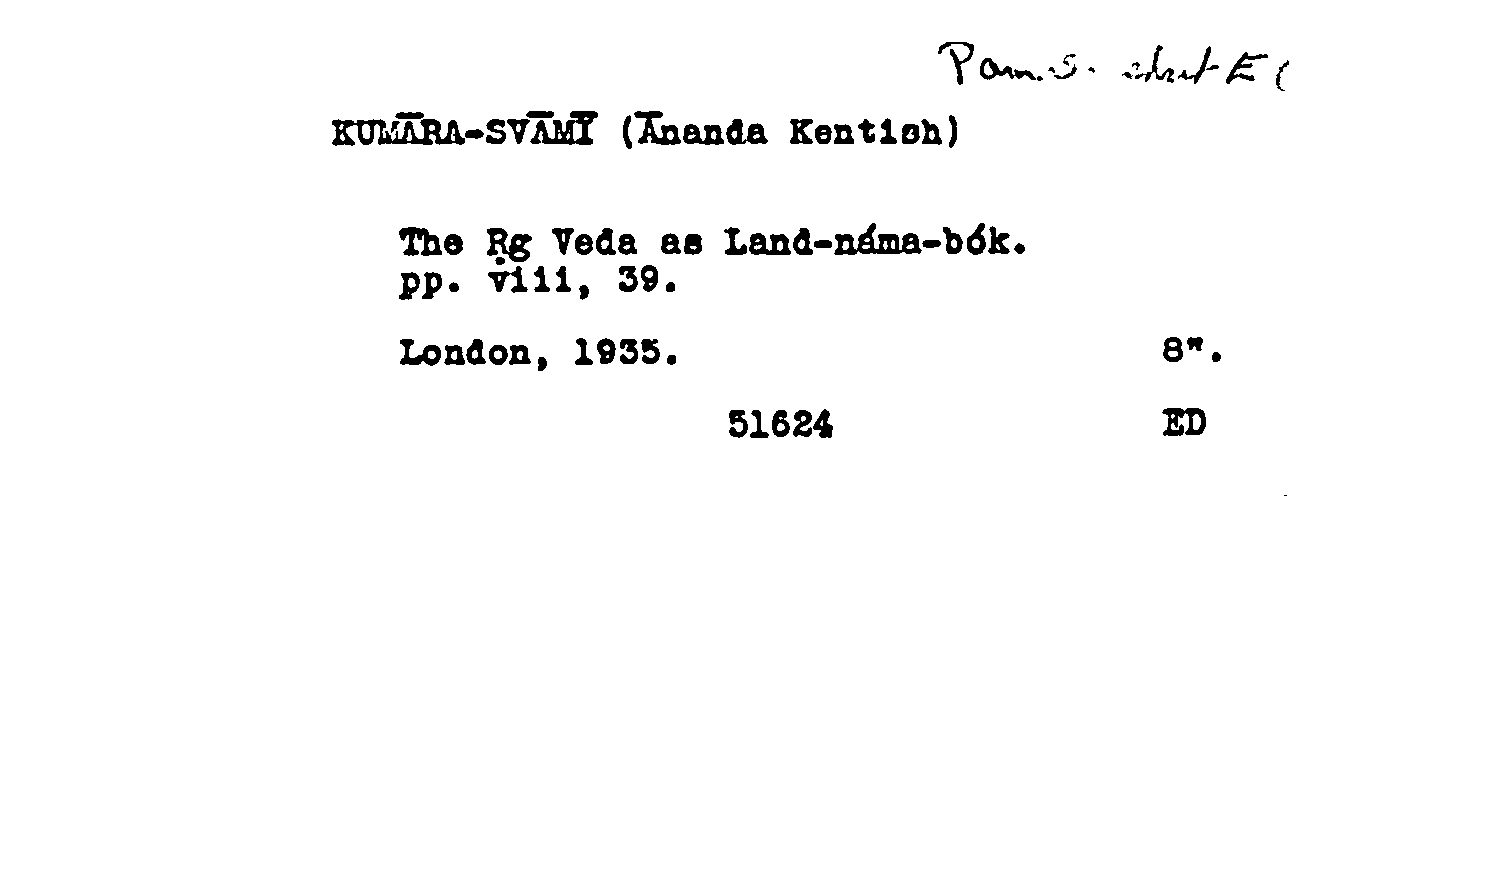 Pam.s. E
KUMĀRA-SVĀMĪ (Ānanda Kentish)
The Ṛg Veda as Land-náma-bók.
pp. viii, 39.
London, 1935. 8".
51624 ED